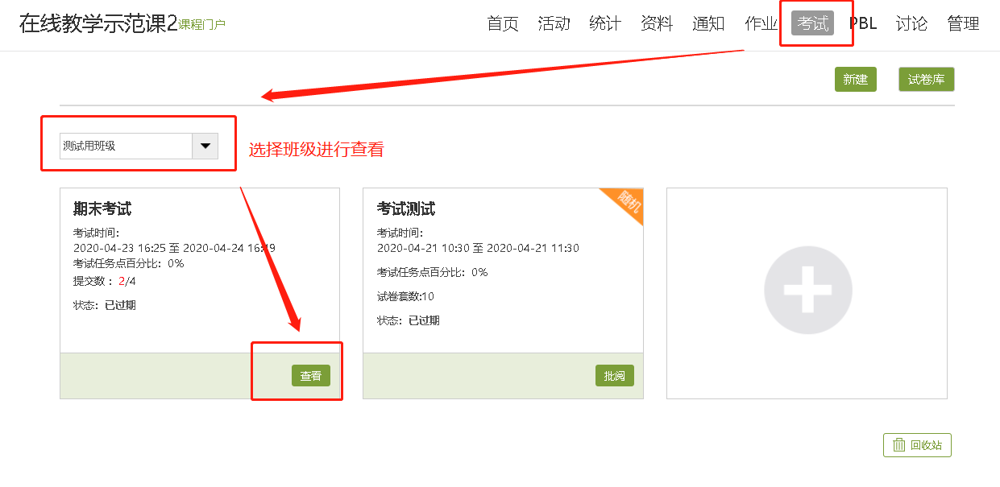 在线教学示范课2课程门户
首页 活动 统计 资料 通知 作业 考试 PBL 讨论 管理
新建 试卷库
测试用班级
选择班级进行查看
期末考试
考试时间：
2020-04-23 16:25 至 2020-04-24 16:19
考试任务点百分比：0%
提交数：2/4
状态：已过期
查看
考试测试
随机
考试时间：
2020-04-21 10:30 至 2020-04-21 11:30
考试任务点百分比：0%
试卷套数:10
状态：已过期
批阅
回收站